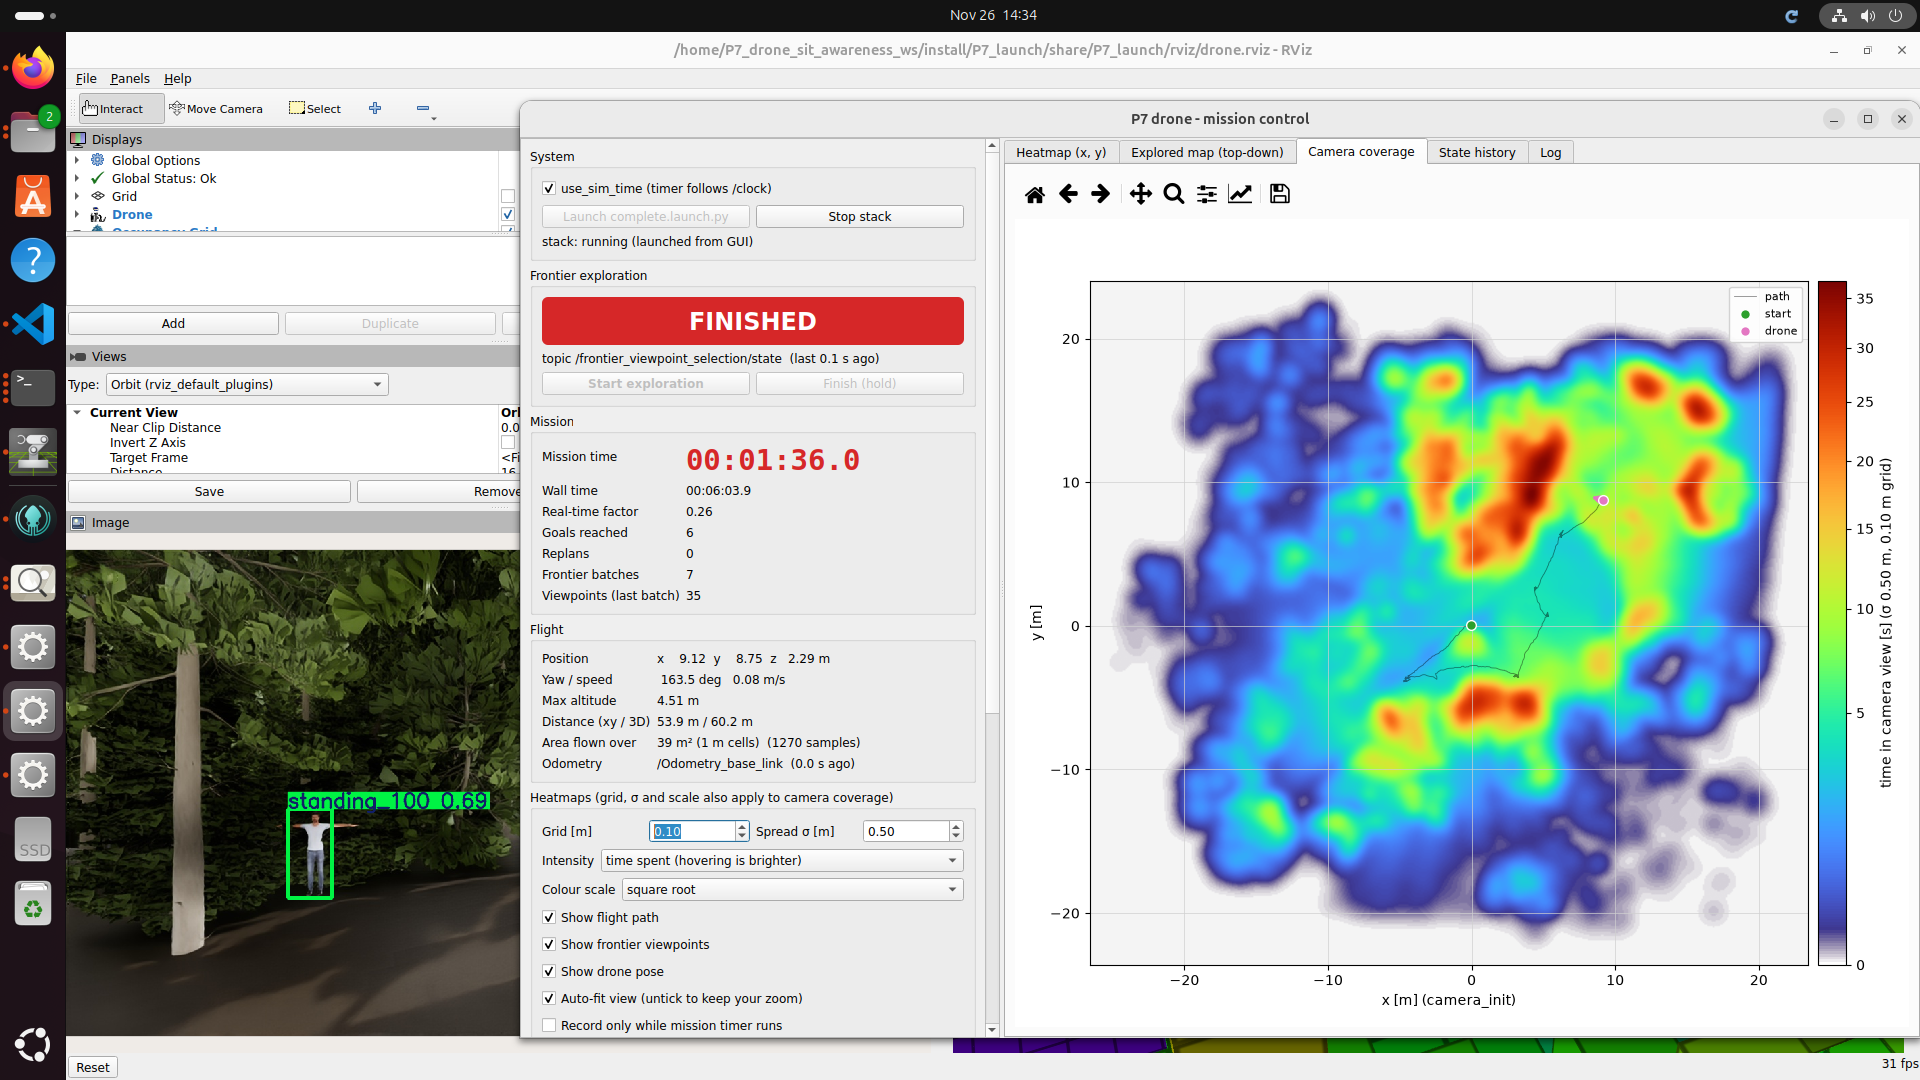 Nov 26 14:34
/home/P7_drone_sit_awareness_ws/install/P7_launch/share/P7_launch/rviz/drone.rviz - RViz
File Panels Help
Interact Move Camera Select
Displays
Global Options
Global Status: Ok
Grid
Drone
Occupancy Grid
Add Duplicate
Views
Type: Orbit (rviz_default_plugins)
Current View Orl
Near Clip Distance 0.0
Invert Z Axis
Target Frame <Fi
Distance 16
Save Remove
Image
standing_100 0.69
Reset
31 fps
2
SSD
P7 drone - mission control
System
use_sim_time (timer follows /clock)
Launch complete.launch.py Stop stack
stack: running (launched from GUI)
Frontier exploration
FINISHED
topic /frontier_viewpoint_selection/state (last 0.1 s ago)
Start exploration Finish (hold)
Mission
Mission time 00:01:36.0
Wall time 00:06:03.9
Real-time factor 0.26
Goals reached 6
Replans 0
Frontier batches 7
Viewpoints (last batch) 35
Flight
Position x 9.12 y 8.75 z 2.29 m
Yaw / speed 163.5 deg 0.08 m/s
Max altitude 4.51 m
Distance (xy / 3D) 53.9 m / 60.2 m
Area flown over 39 m² (1 m cells) (1270 samples)
Odometry /Odometry_base_link (0.0 s ago)
Heatmaps (grid, σ and scale also apply to camera coverage)
Grid [m] 0.10 Spread σ [m] 0.50
Intensity time spent (hovering is brighter)
Colour scale square root
Show flight path
Show frontier viewpoints
Show drone pose
Auto-fit view (untick to keep your zoom)
Record only while mission timer runs
Heatmap (x, y) Explored map (top-down) Camera coverage State history Log
path
start
drone
20
10
0
−10
−20
y [m]
−20 −10 0 10 20
x [m] (camera_init)
35
30
25
20
15
10
5
0
time in camera view [s] (σ 0.50 m, 0.10 m grid)